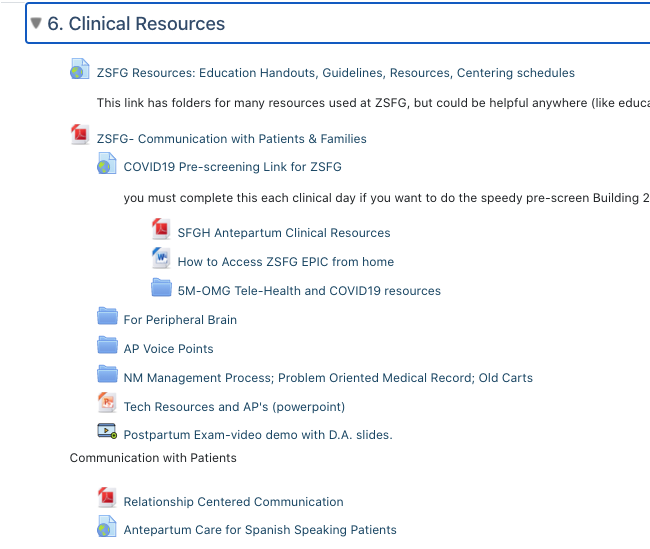 6. Clinical Resources
ZSFG Resources: Education Handouts, Guidelines, Resources, Centering schedules
This link has folders for many resources used at ZSFG, but could be helpful anywhere (like educa
ZSFG- Communication with Patients & Families
COVID19 Pre-screening Link for ZSFG
you must complete this each clinical day if you want to do the speedy pre-screen Building 2
SFGH Antepartum Clinical Resources
How to Access ZSFG EPIC from home
5M-OMG Tele-Health and COVID19 resources
For Peripheral Brain
AP Voice Points
NM Management Process; Problem Oriented Medical Record; Old Carts
Tech Resources and AP's (powerpoint)
Postpartum Exam-video demo with D.A. slides.
Communication with Patients
Relationship Centered Communication
Antepartum Care for Spanish Speaking Patients